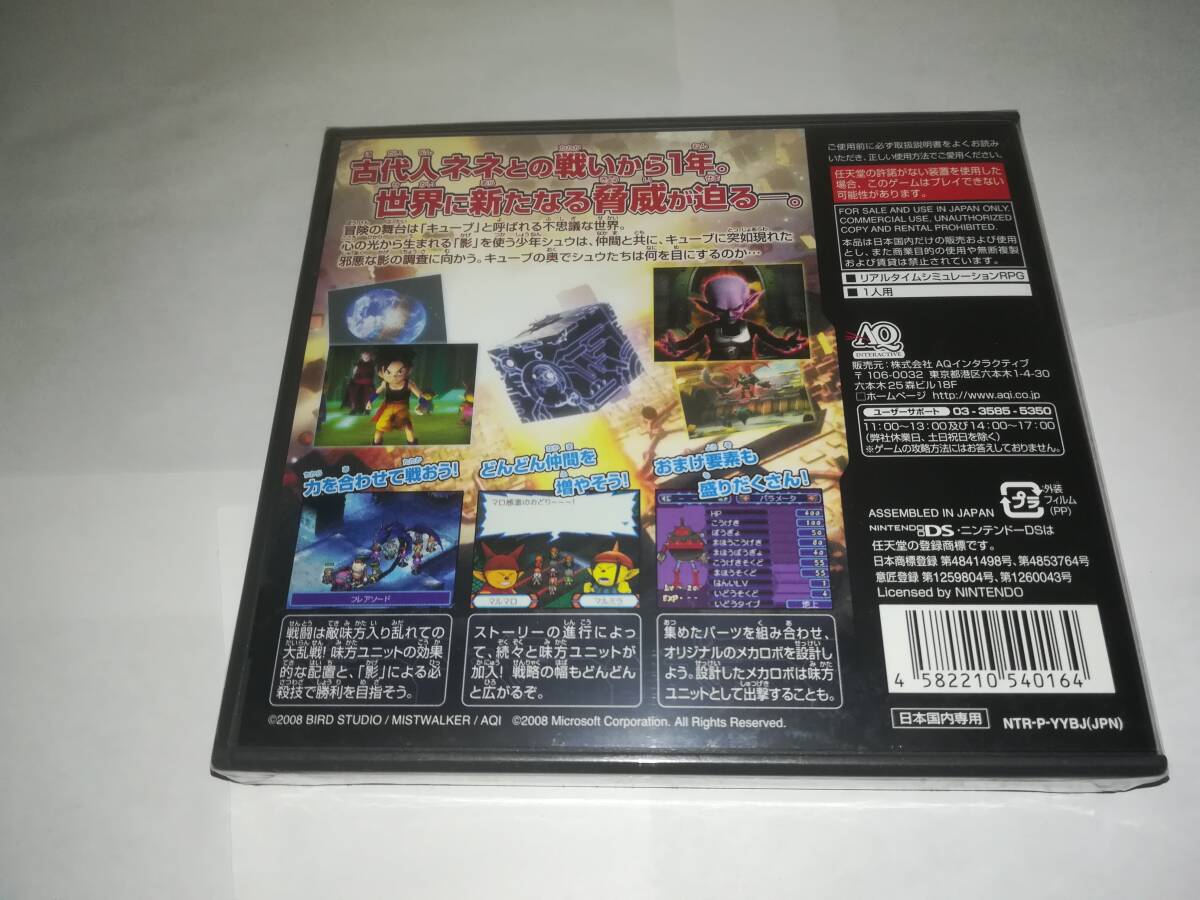 古代人ネネとの戦いから1年。
世界に新たなる脅威が迫る―。
冒険の舞台は「キューブ」と呼ばれる不思議な世界。
心の光から生まれる「影」を使う少年シュウは、仲間と共に、キューブに突如現れた
邪悪な影の調査に向かう。キューブの奥でシュウたちは何を目にするのか…
力を合わせて戦おう!
どんどん仲間を
増やそう!
おまけ要素も
盛りだくさん!
フレアソード
マロ感激のおどり〜〜〜!
マルマロ
マルミラ
パラメータ
HP 400
こうげき 100
ぼうぎょ 50
まほうこうげき 80
まほうぼうぎょ 40
こうげきそくど 55
まほうそくど 55
はんいLV 1
いどうそくど 4
いどうタイプ 地上
戦闘は敵味方入り乱れての
大乱戦! 味方ユニットの効果
的な配置と、「影」による必
殺技で勝利を目指そう。
ストーリーの進行によっ
て、続々と味方ユニットが
加入! 戦略の幅もどんどん
と広がるぞ。
集めたパーツを組み合わせ、
オリジナルのメカロボを設計し
よう。設計したメカロボは味方
ユニットとして出撃することも。
©2008 BIRD STUDIO / MISTWALKER / AQI ©2008 Microsoft Corporation. All Rights Reserved.
ご使用前に必ず取扱説明書をよくお読み
いただき、正しい使用方法でご愛用ください。
任天堂の許諾がない装置を使用した
場合、このゲームはプレイできない
可能性があります。
FOR SALE AND USE IN JAPAN ONLY.
COMMERCIAL USE, UNAUTHORIZED
COPY AND RENTAL PROHIBITED.
本品は日本国内だけの販売および使用
とし、また商業目的の使用や無断複製
および賃貸は禁止されています。
■リアルタイムシミュレーションRPG
■1人用
AQ
INTERACTIVE
販売元:株式会社 AQインタラクティブ
〒106-0032 東京都港区六本木1-4-30
六本木25森ビル18F
□ホームページ http://www.aqi.co.jp
ユーザーサポート 03-3585-5350
11:00〜13:00及び14:00〜17:00
(弊社休業日、土日祝日を除く)
※ゲームの攻略方法にはお答えしておりません。
プラ
外装
フィルム
(PP)
ASSEMBLED IN JAPAN
NINTENDO DS・ニンテンドーDSは
任天堂の登録商標です。
日本商標登録 第4841498号、第4853764号
意匠登録 第1259804号、第1260043号
Licensed by NINTENDO
4 582210 540164
日本国内専用
NTR-P-YYBJ(JPN)